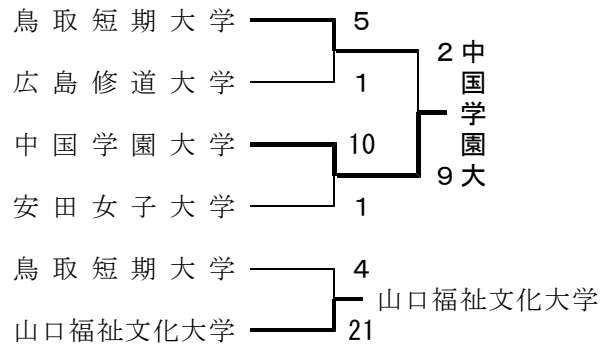 鳥取短期大学 5
広島修道大学 1
中国学園大学 10
安田女子大学 1
2
9
中国学園大
鳥取短期大学 4
山口福祉文化大学 21
山口福祉文化大学